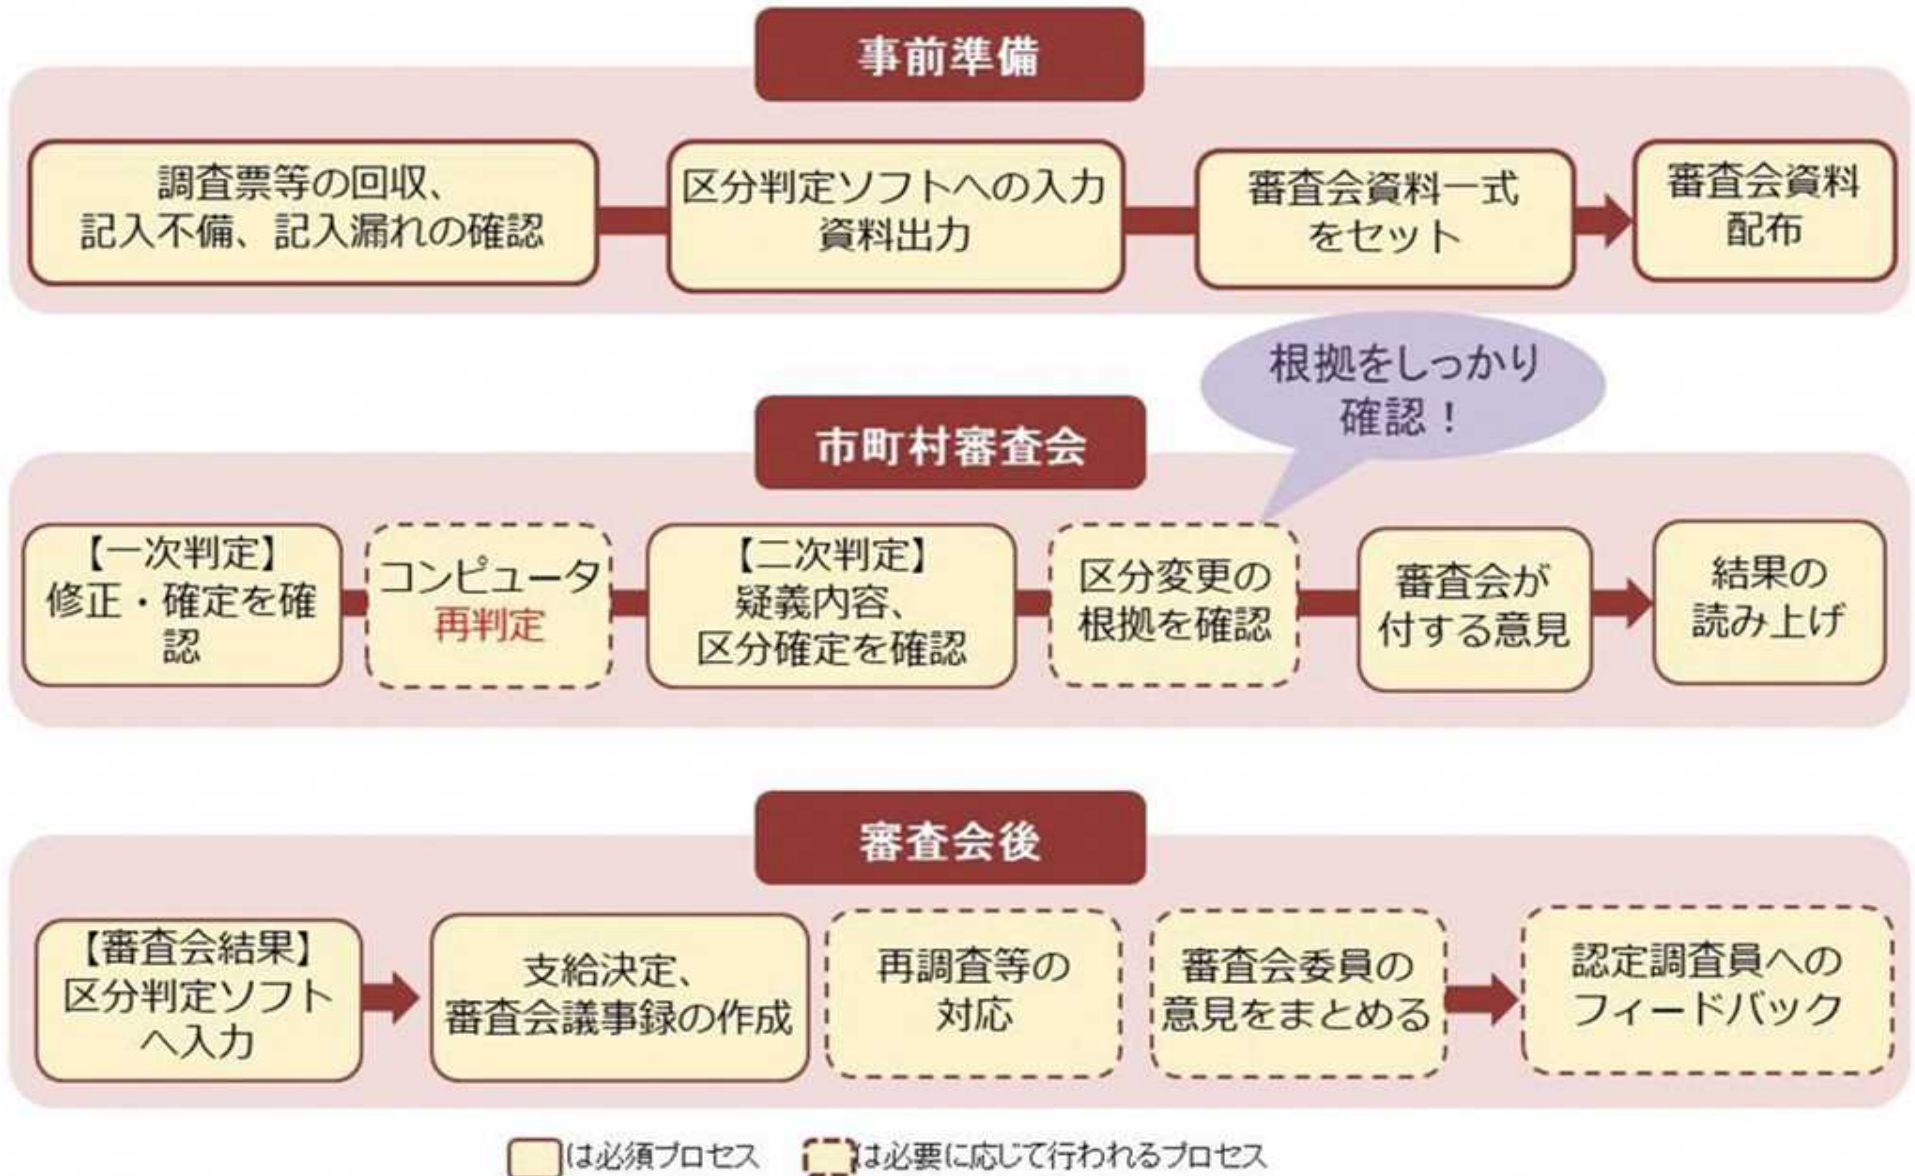 事前準備
調査票等の回収、
記入不備、記入漏れの確認
区分判定ソフトへの入力
資料出力
審査会資料一式
をセット
審査会資料
配布
根拠をしっかり
確認！
市町村審査会
【一次判定】
修正・確定を確
認
コンピュータ
再判定
【二次判定】
疑義内容、
区分確定を確認
区分変更の
根拠を確認
審査会が
付する意見
結果の
読み上げ
審査会後
【審査会結果】
区分判定ソフト
へ入力
支給決定、
審査会議事録の作成
再調査等の
対応
審査会委員の
意見をまとめる
認定調査員への
フィードバック
は必須プロセス
は必要に応じて行われるプロセス